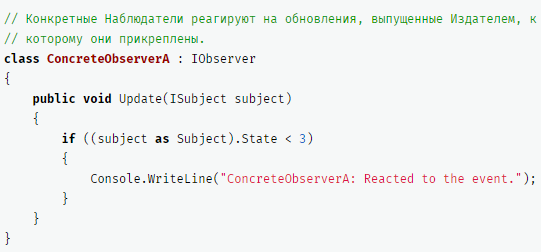 // Конкретные Наблюдатели реагируют на обновления, выпущенные Издателем, к
// которому они прикреплены.
class ConcreteObserverA : IObserver
{
    public void Update(ISubject subject)
    {
        if ((subject as Subject).State < 3)
        {
            Console.WriteLine("ConcreteObserverA: Reacted to the event.");
        }
    }
}